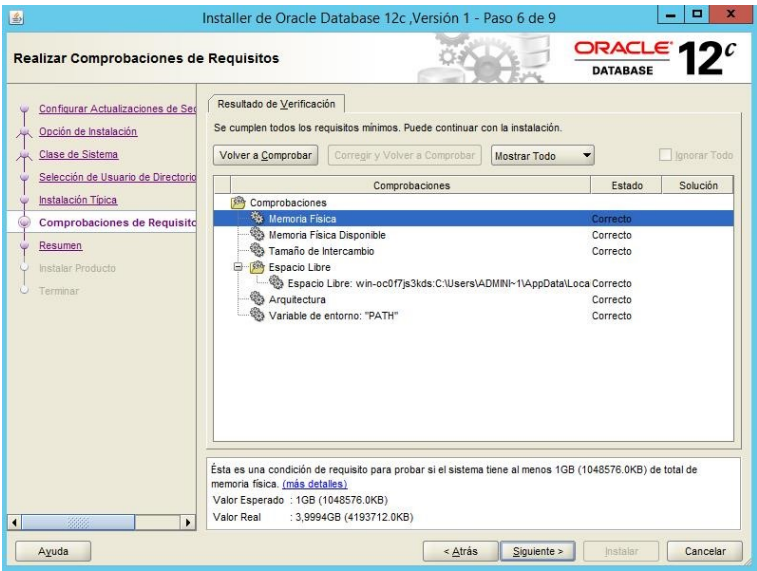 Installer de Oracle Database 12c ,Versión 1 - Paso 6 de 9
Realizar Comprobaciones de Requisitos
ORACLE 12c
DATABASE
Configurar Actualizaciones de Sec
Opción de Instalación
Clase de Sistema
Selección de Usuario de Directorio
Instalación Típica
Comprobaciones de Requisito
Resumen
Instalar Producto
Terminar
Resultado de Verificación
Se cumplen todos los requisitos mínimos. Puede continuar con la instalación.
Volver a Comprobar Corregir y Volver a Comprobar Mostrar Todo Ignorar Todo
Comprobaciones Estado Solución
Comprobaciones
Memoria Física Correcto
Memoria Física Disponible Correcto
Tamaño de Intercambio Correcto
Espacio Libre
Espacio Libre: win-oc0f7js3kds:C:\Users\ADMINI~1\AppData\Loca Correcto
Arquitectura Correcto
Variable de entorno: "PATH" Correcto
Ésta es una condición de requisito para probar si el sistema tiene al menos 1GB (1048576.0KB) de total de
memoria física. (más detalles)
Valor Esperado : 1GB (1048576.0KB)
Valor Real : 3,9994GB (4193712.0KB)
Ayuda < Atrás Siguiente > Instalar Cancelar